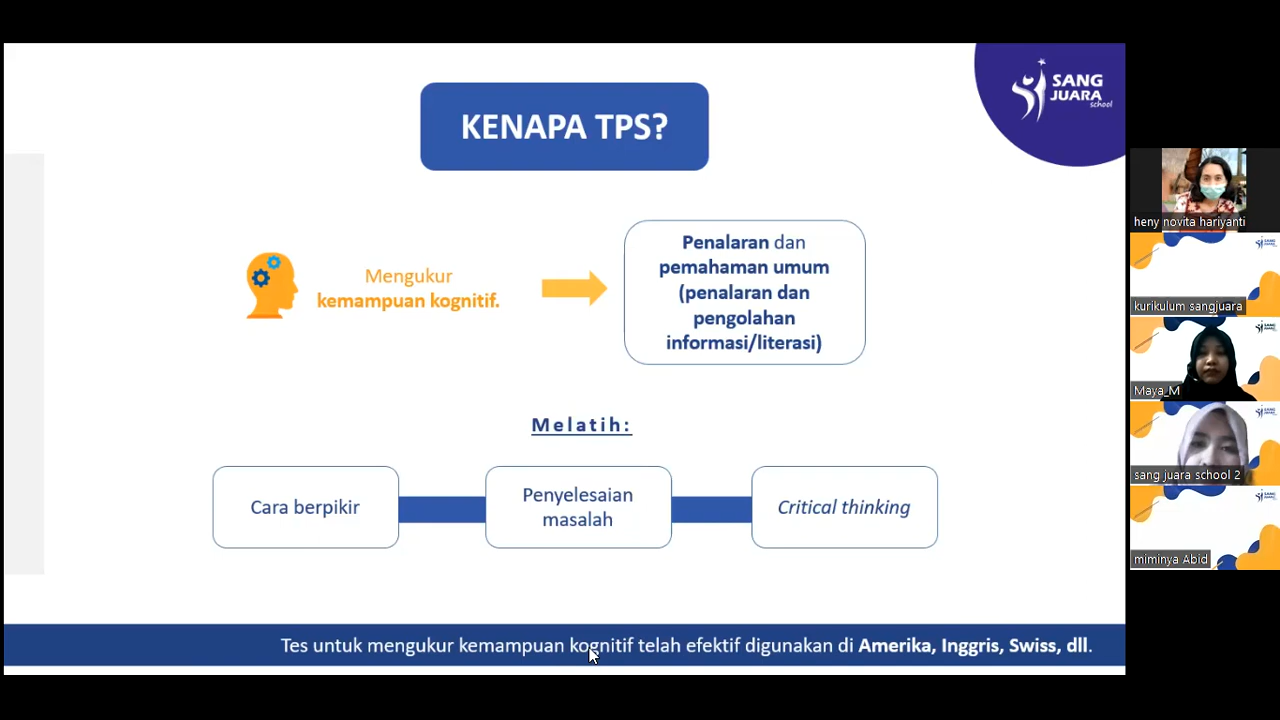 KENAPA TPS?
SANG
JUARA
school
Mengukur
kemampuan kognitif.
Penalaran dan
pemahaman umum
(penalaran dan
pengolahan
informasi/literasi)
Melatih:
Cara berpikir
Penyelesaian
masalah
Critical thinking
Tes untuk mengukur kemampuan kognitif telah efektif digunakan di Amerika, Inggris, Swiss, dll.
heny novita hariyanti
kurikulum sangjuara
Maya_M
sang juara school 2
miminya Abid